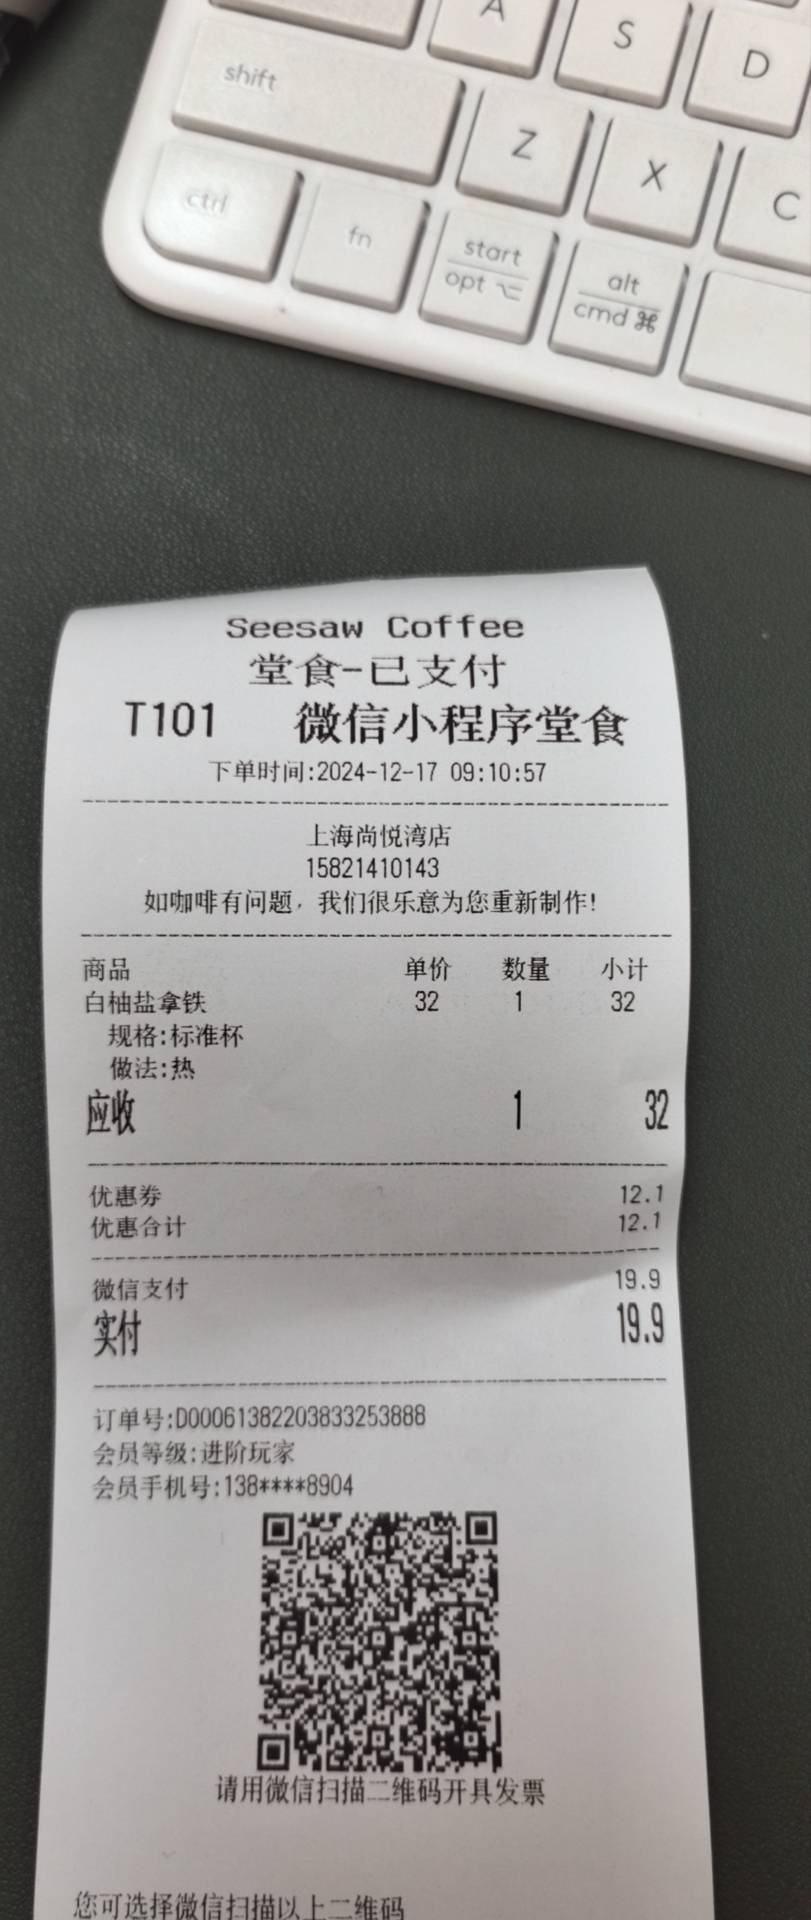 A
S
D
shift
Z
X
C
ctrl
fn
start
opt ⌥
alt
cmd ⌘
Seesaw Coffee
堂食-已支付
T101 微信小程序堂食
下单时间:2024-12-17 09:10:57
上海尚悦湾店
15821410143
如咖啡有问题，我们很乐意为您重新制作!
商品 单价 数量 小计
白柚盐拿铁 32 1 32
规格:标准杯
做法:热
应收 1 32
优惠券 12.1
优惠合计 12.1
微信支付 19.9
实付 19.9
订单号:D00061382203833253888
会员等级:进阶玩家
会员手机号:138****8904
请用微信扫描二维码开具发票
您可选择微信扫描以上二维码